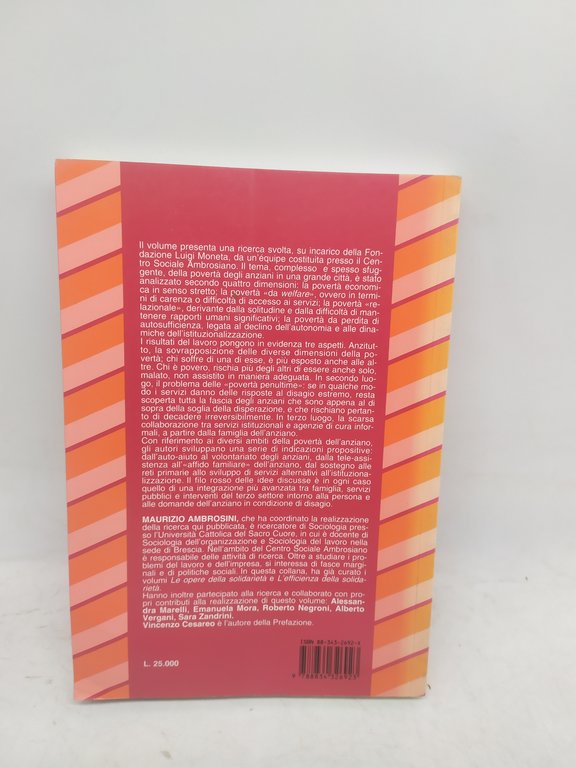 Il volume presenta una ricerca svolta, su incarico della Fon-
dazione Luigi Moneta, da un'équipe costituita presso il Cen-
tro Sociale Ambrosiano. Il tema, complesso e spesso sfug-
gente, della povertà degli anziani in una grande città, è stato
analizzato secondo quattro dimensioni: la povertà economi-
ca in senso stretto; la povertà «da welfare», ovvero in termi-
ni di carenza o difficoltà di accesso ai servizi; la povertà «re-
lazionale», derivante dalla solitudine e dalla difficoltà di man-
tenere rapporti umani significativi; la povertà da perdita di
autosufficienza, legata al declino dell'autonomia e alle dina-
miche dell'istituzionalizzazione.
I risultati del lavoro pongono in evidenza tre aspetti. Anzitut-
to, la sovrapposizione delle diverse dimensioni della po-
vertà; chi soffre di una di esse, è più esposto anche alle al-
tre. Chi è povero, rischia più degli altri di essere anche solo,
malato, non assistito in maniera adeguata. In secondo luo-
go, il problema delle «povertà penultime»: se in qualche mo-
do i servizi danno delle risposte al disagio estremo, resta
scoperta tutta la fascia degli anziani che sono appena al di
sopra della soglia della disperazione, e che rischiano pertan-
to di decadere irreversibilmente. In terzo luogo, la scarsa
collaborazione tra servizi istituzionali e agenzie di cura infor-
mali, a partire dalla famiglia dell'anziano.
Con riferimento ai diversi ambiti della povertà dell'anziano,
gli autori sviluppano una serie di indicazioni propositive:
dall'auto-aiuto al volontariato degli anziani, dalla tele-assi-
stenza all'«affido familiare» dell'anziano, dal sostegno alle
reti primarie allo sviluppo di servizi alternativi all'istituziona-
lizzazione. Il filo rosso delle idee discusse è in ogni caso
quello di una integrazione più avanzata tra famiglia, servizi
pubblici e interventi del terzo settore intorno alla persona e
alle domande dell'anziano in condizione di disagio.
MAURIZIO AMBROSINI, che ha coordinato la realizzazione
della ricerca qui pubblicata, è ricercatore di Sociologia pres-
so l'Università Cattolica del Sacro Cuore, in cui è docente di
Sociologia dell'organizzazione e Sociologia del lavoro nella
sede di Brescia. Nell'ambito del Centro Sociale Ambrosiano
è responsabile delle attività di ricerca. Oltre a studiare i pro-
blemi del lavoro e dell'impresa, si interessa di fasce margi-
nali e di politiche sociali. In questa collana, ha già curato i
volumi Le opere della solidarietà e L'efficienza della solida-
rietà.
Hanno inoltre partecipato alla ricerca e collaborato con pro-
pri contributi alla realizzazione di questo volume: Alessan-
dra Marelli, Emanuela Mora, Roberto Negroni, Alberto
Vergani, Sara Zandrini.
Vincenzo Cesareo è l'autore della Prefazione.
ISBN 88-343-2692-X
L. 25.000
9 788834 326923